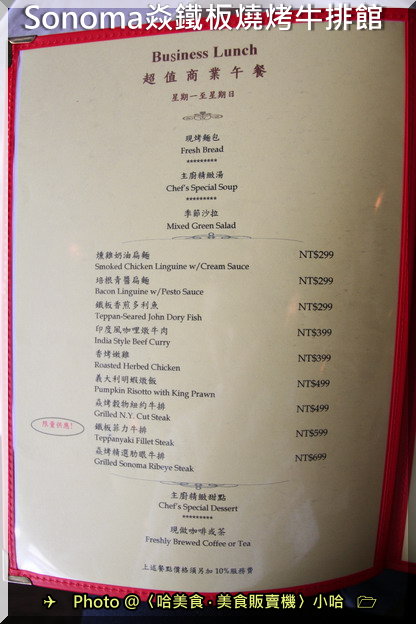 Sonoma焱鐵板燒烤牛排館
Business Lunch
超值商業午餐
星期一至星期日
現烤麵包
Fresh Bread
*********
主廚精緻湯
Chef's Special Soup
*********
季節沙拉
Mixed Green Salad
燻雞奶油扁麵 NT$299
Smoked Chicken Linguine w/Cream Sauce
培根青醬扁麵 NT$299
Bacon Linguine w/Pesto Sauce
鐵板香煎多利魚 NT$299
Teppan-Seared John Dory Fish
印度風咖哩燉牛肉 NT$399
India Style Beef Curry
香烤嫩雞 NT$399
Roasted Herbed Chicken
義大利明蝦燉飯 NT$499
Pumpkin Risotto with King Prawn
焱烤穀物紐約牛排 NT$499
Grilled N.Y. Cut Steak
限量供應! 鐵板菲力牛排 NT$599
Teppanyaki Fillet Steak
焱烤精選肋眼牛排 NT$699
Grilled Sonoma Ribeye Steak
主廚精緻甜點
Chef's Special Dessert
*********
現做咖啡或茶
Freshly Brewed Coffee or Tea
上述餐點價格須另加 10%服務費
Photo @〈哈美食·美食販賣機〉小哈